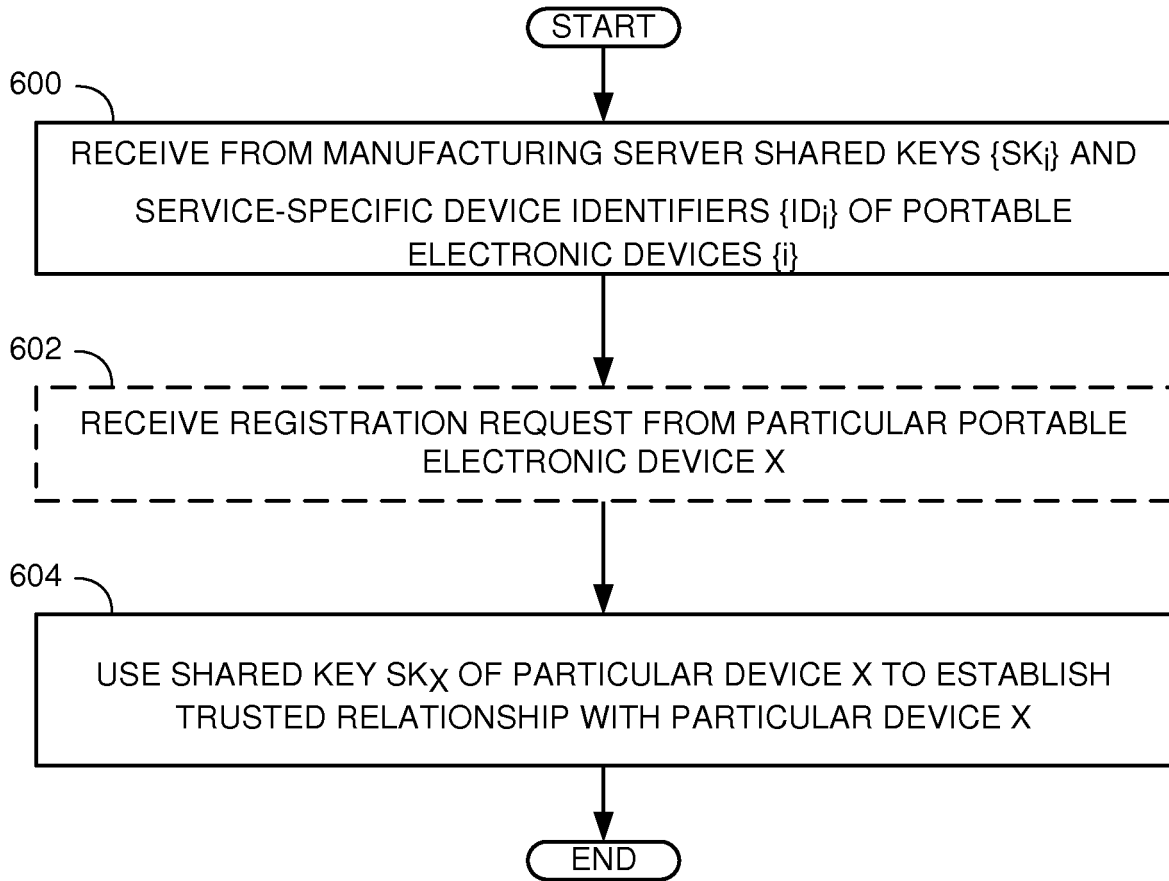 START
600
RECEIVE FROM MANUFACTURING SERVER SHARED KEYS {SKi} AND
SERVICE-SPECIFIC DEVICE IDENTIFIERS {IDi} OF PORTABLE
ELECTRONIC DEVICES {i}
602
RECEIVE REGISTRATION REQUEST FROM PARTICULAR PORTABLE
ELECTRONIC DEVICE X
604
USE SHARED KEY SKX OF PARTICULAR DEVICE X TO ESTABLISH
TRUSTED RELATIONSHIP WITH PARTICULAR DEVICE X
END